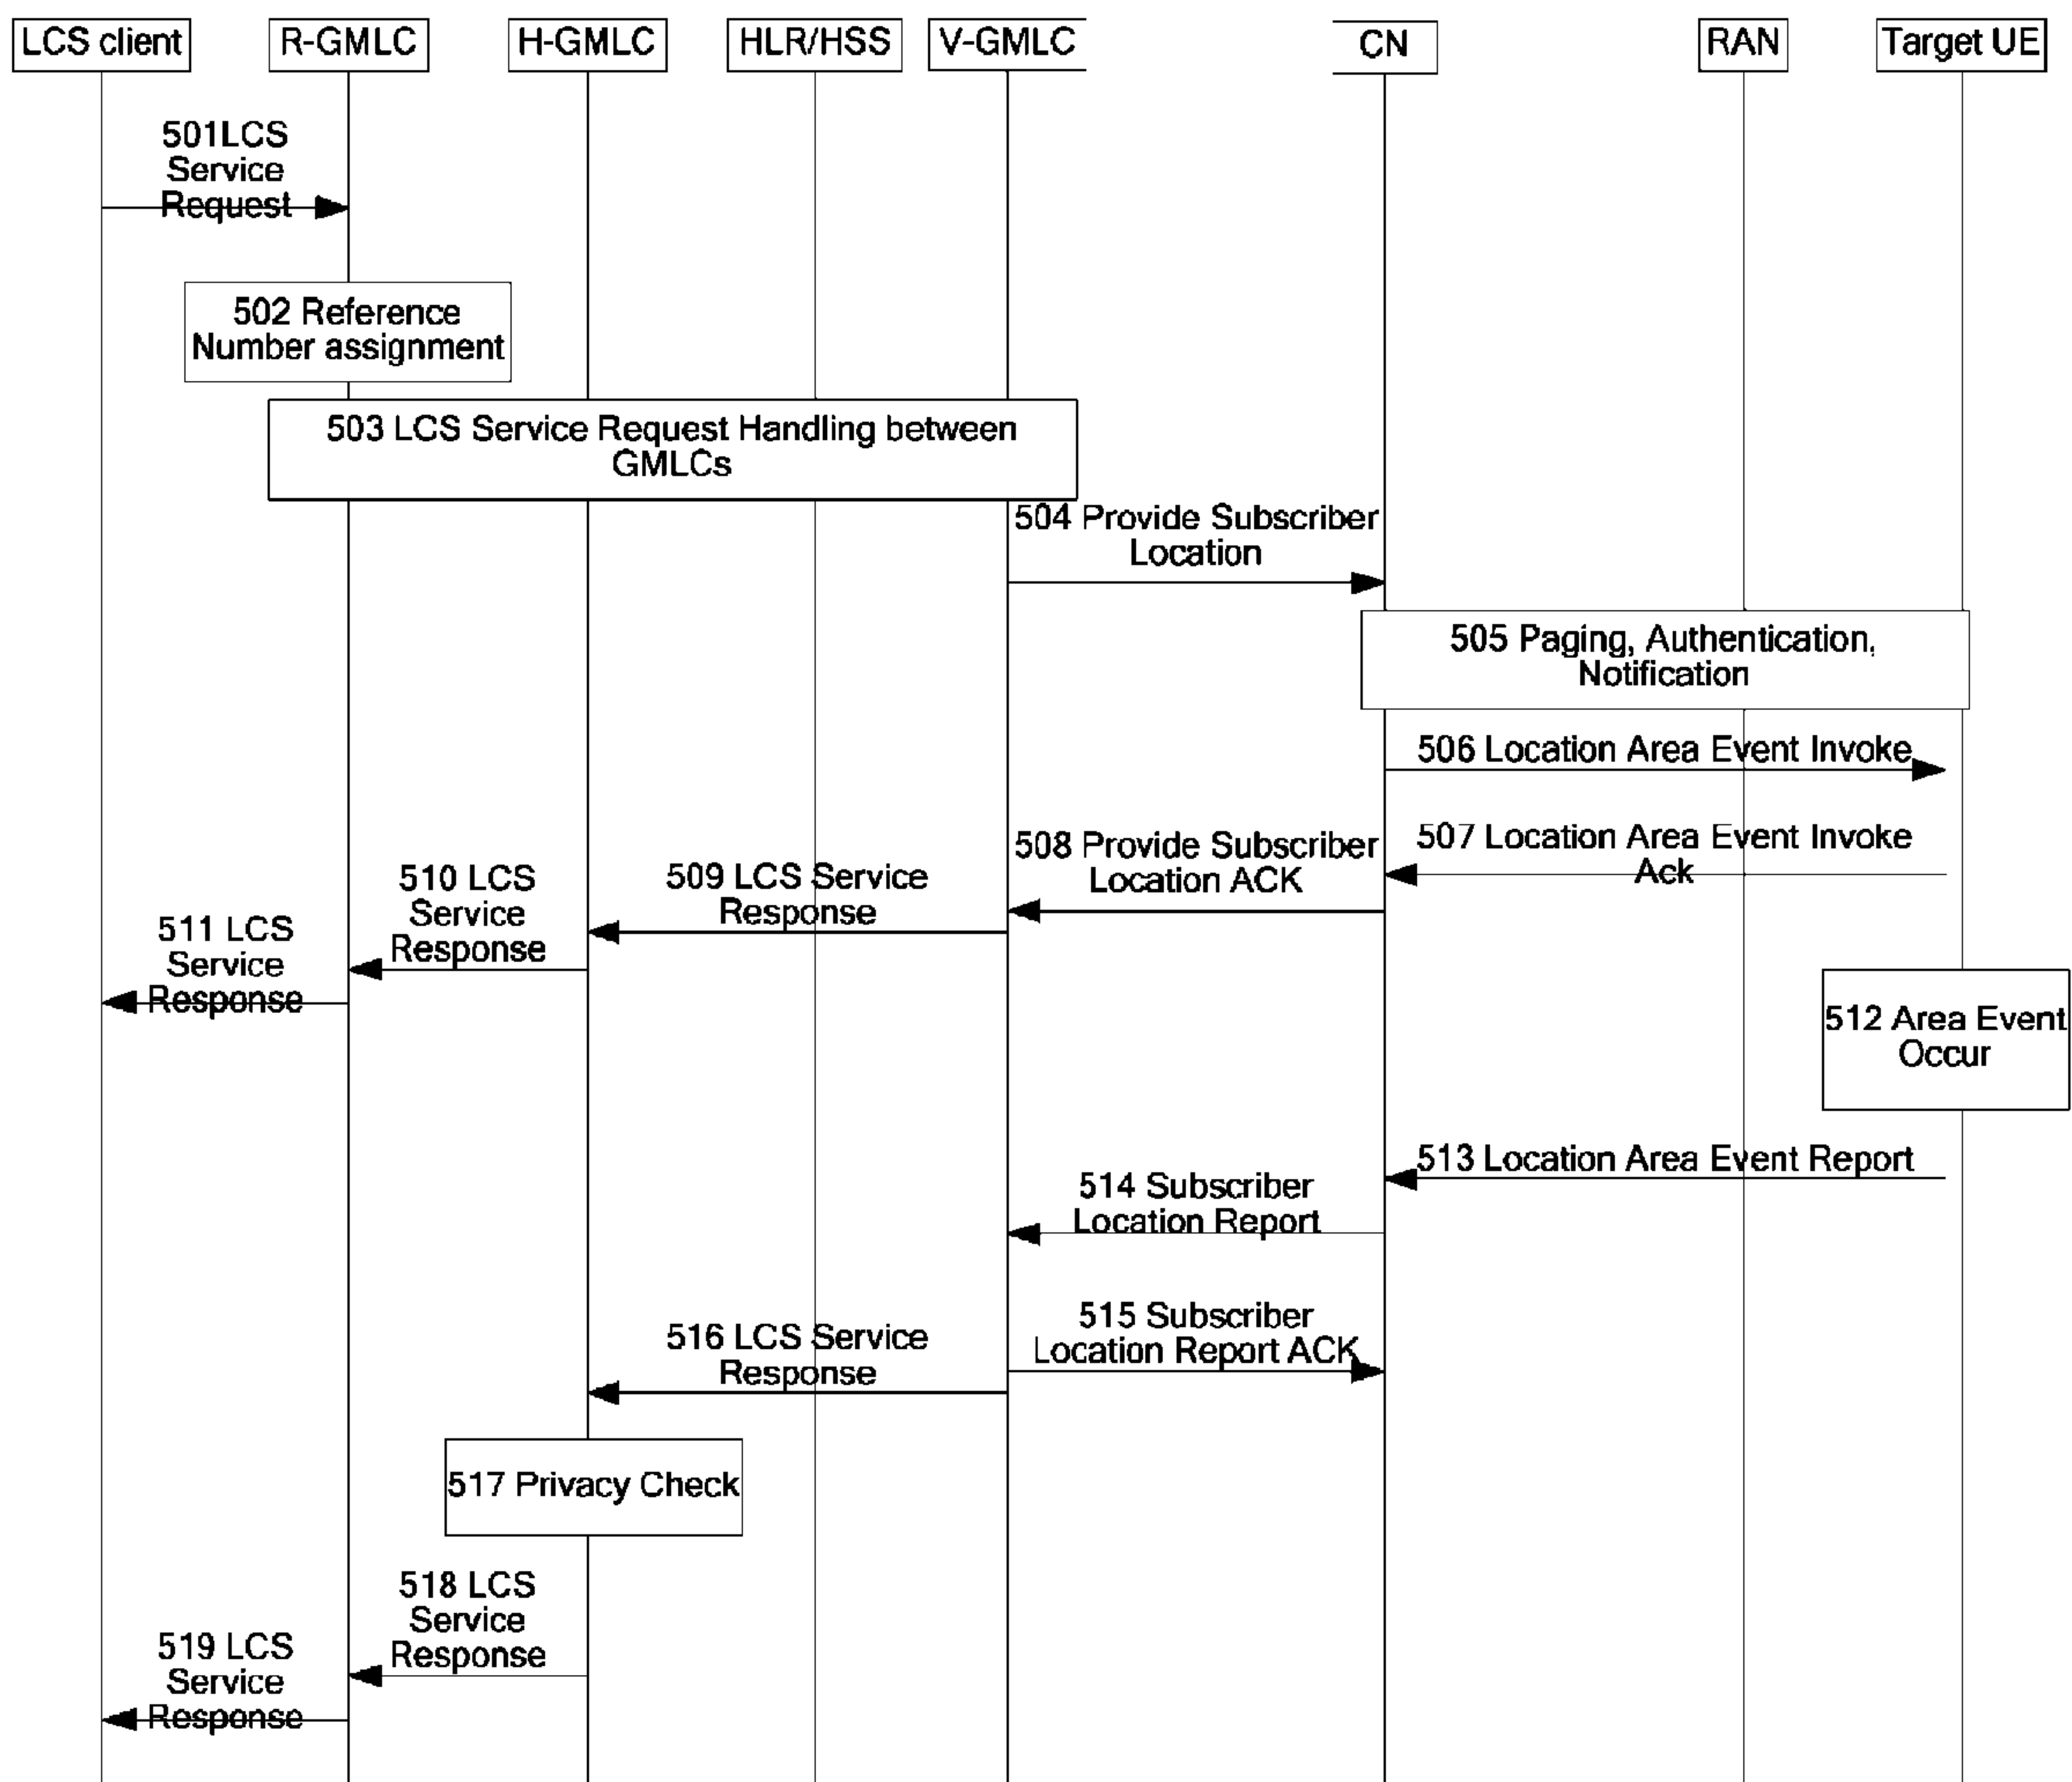 LCS client
R-GMLC
H-GMLC
HLR/HSS
V-GMLC
CN
RAN
Target UE
501LCS
Service
Request
502 Reference
Number assignment
503 LCS Service Request Handling between
GMLCs
504 Provide Subscriber
Location
505 Paging, Authentication,
Notification
506 Location Area Event Invoke
507 Location Area Event Invoke
Ack
508 Provide Subscriber
Location ACK
509 LCS Service
Response
510 LCS
Service
Response
511 LCS
Service
Response
512 Area Event
Occur
513 Location Area Event Report
514 Subscriber
Location Report
515 Subscriber
Location Report ACK
516 LCS Service
Response
517 Privacy Check
518 LCS
Service
Response
519 LCS
Service
Response